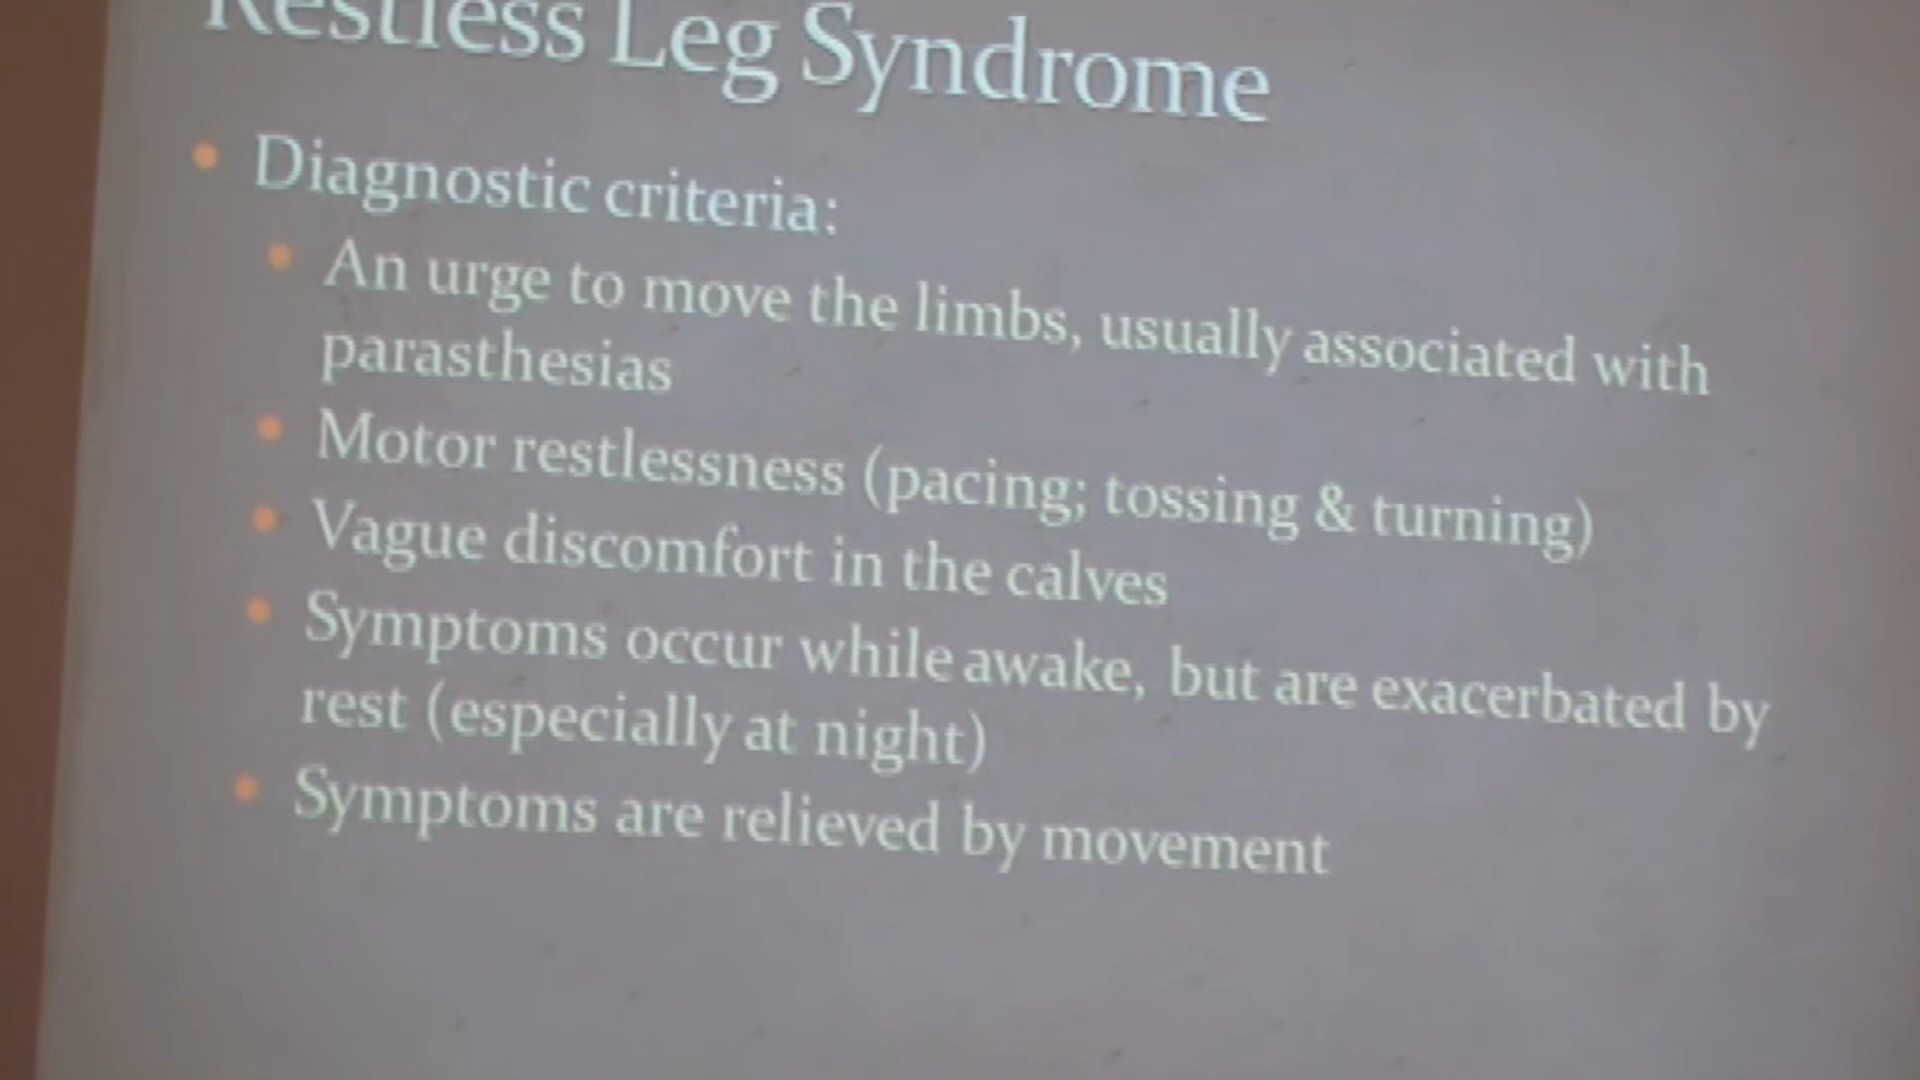 Restless Leg Syndrome
Diagnostic criteria:
An urge to move the limbs, usually associated with
parasthesias
Motor restlessness (pacing; tossing & turning)
Vague discomfort in the calves
Symptoms occur while awake, but are exacerbated by
rest (especially at night)
Symptoms are relieved by movement